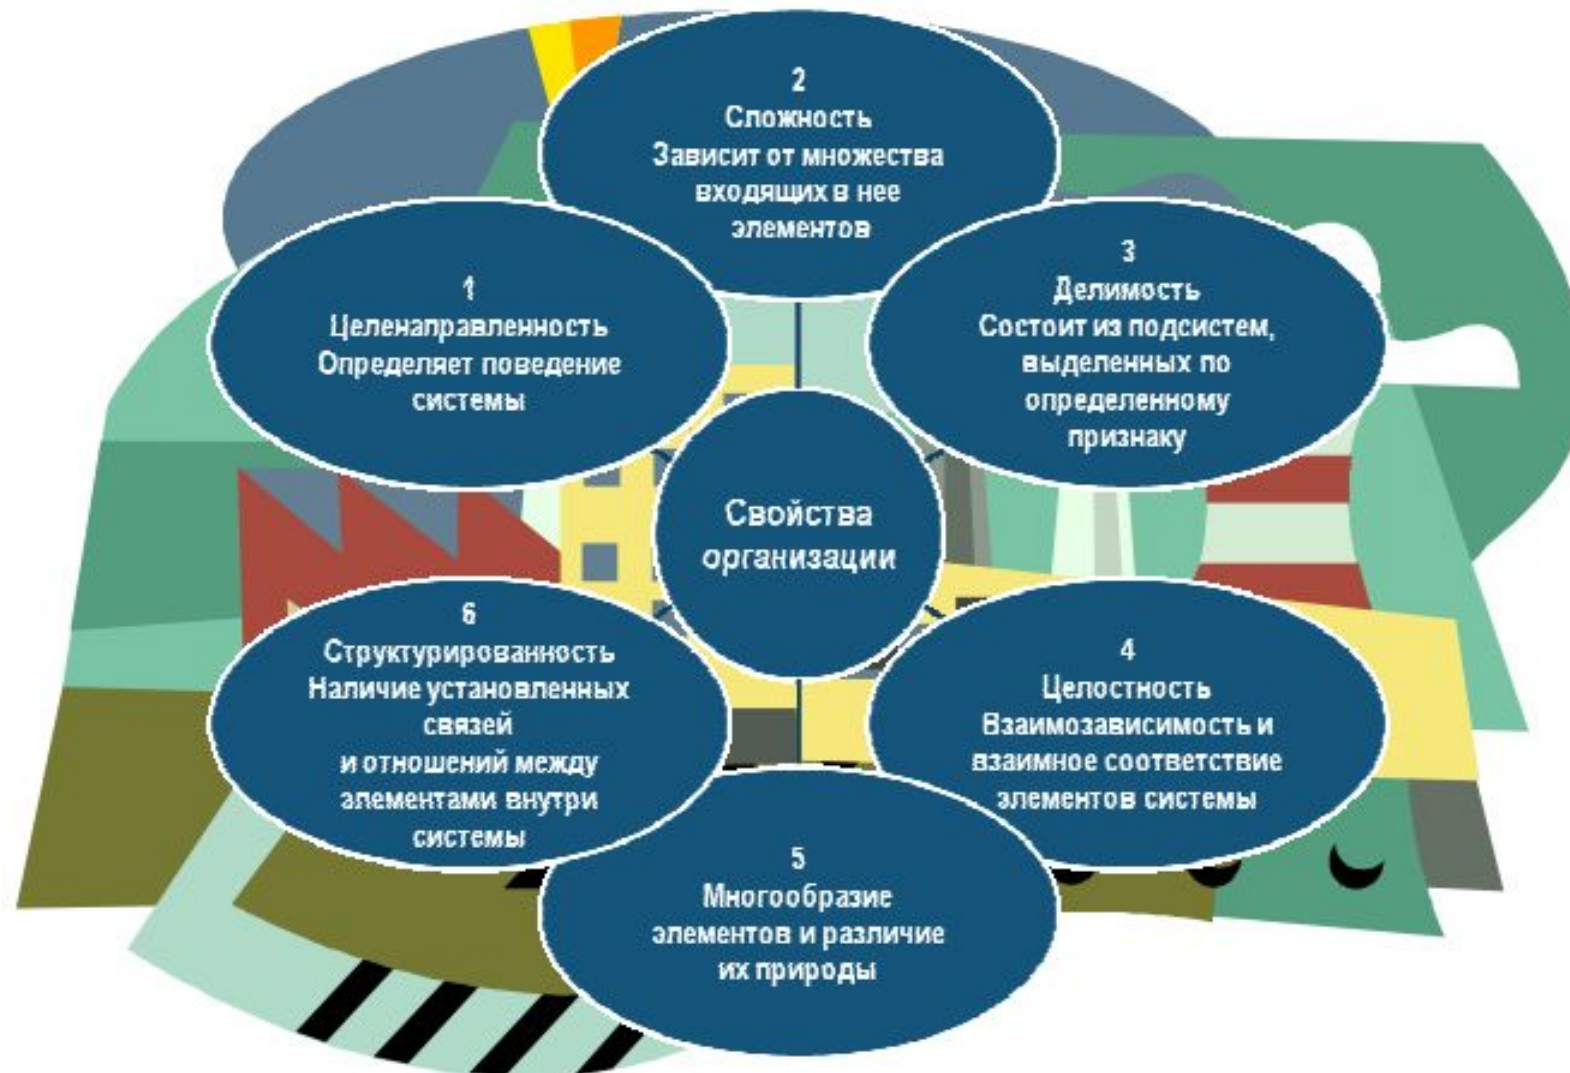 1
Целенаправленность
Определяет поведение
системы
2
Сложность
Зависит от множества
входящих в нее
элементов
3
Делимость
Состоит из подсистем,
выделенных по
определенному
признаку
Свойства
организации
4
Целостность
Взаимозависимость и
взаимное соответствие
элементов системы
5
Многообразие
элементов и различие
их природы
6
Структурированность
Наличие установленных
связей
и отношений между
элементами внутри
системы